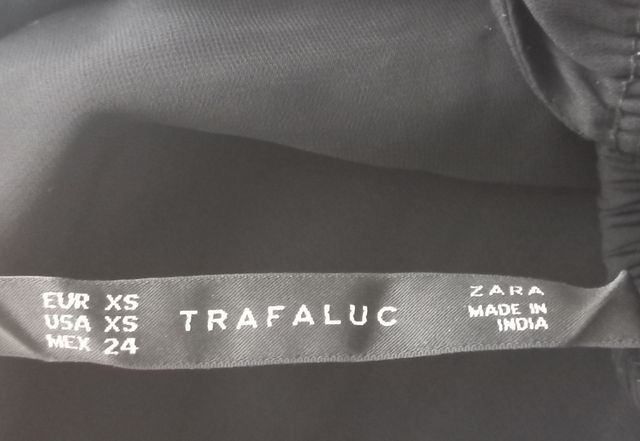 EUR XS
USA XS
MEX 24
TRAFALUC
ZARA
MADE IN
INDIA